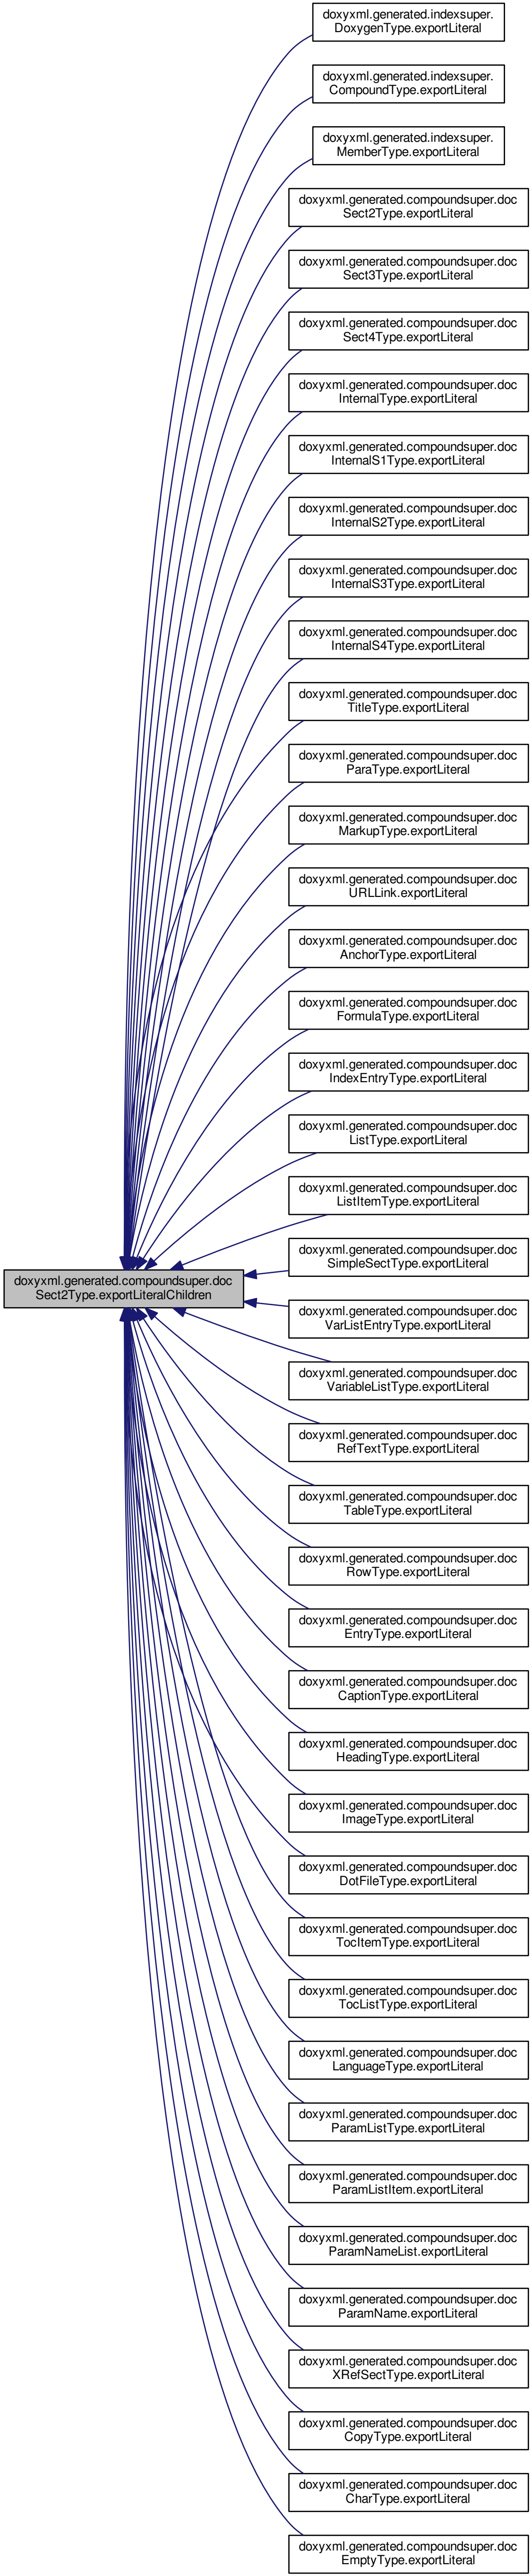 doxyxml.generated.indexsuper.
DoxygenType.exportLiteral
doxyxml.generated.indexsuper.
CompoundType.exportLiteral
doxyxml.generated.indexsuper.
MemberType.exportLiteral
doxyxml.generated.compoundsuper.doc
Sect2Type.exportLiteral
doxyxml.generated.compoundsuper.doc
Sect3Type.exportLiteral
doxyxml.generated.compoundsuper.doc
Sect4Type.exportLiteral
doxyxml.generated.compoundsuper.doc
InternalType.exportLiteral
doxyxml.generated.compoundsuper.doc
InternalS1Type.exportLiteral
doxyxml.generated.compoundsuper.doc
InternalS2Type.exportLiteral
doxyxml.generated.compoundsuper.doc
InternalS3Type.exportLiteral
doxyxml.generated.compoundsuper.doc
InternalS4Type.exportLiteral
doxyxml.generated.compoundsuper.doc
TitleType.exportLiteral
doxyxml.generated.compoundsuper.doc
ParaType.exportLiteral
doxyxml.generated.compoundsuper.doc
MarkupType.exportLiteral
doxyxml.generated.compoundsuper.doc
URLLink.exportLiteral
doxyxml.generated.compoundsuper.doc
AnchorType.exportLiteral
doxyxml.generated.compoundsuper.doc
FormulaType.exportLiteral
doxyxml.generated.compoundsuper.doc
IndexEntryType.exportLiteral
doxyxml.generated.compoundsuper.doc
ListType.exportLiteral
doxyxml.generated.compoundsuper.doc
ListItemType.exportLiteral
doxyxml.generated.compoundsuper.doc
SimpleSectType.exportLiteral
doxyxml.generated.compoundsuper.doc
Sect2Type.exportLiteralChildren
doxyxml.generated.compoundsuper.doc
VarListEntryType.exportLiteral
doxyxml.generated.compoundsuper.doc
VariableListType.exportLiteral
doxyxml.generated.compoundsuper.doc
RefTextType.exportLiteral
doxyxml.generated.compoundsuper.doc
TableType.exportLiteral
doxyxml.generated.compoundsuper.doc
RowType.exportLiteral
doxyxml.generated.compoundsuper.doc
EntryType.exportLiteral
doxyxml.generated.compoundsuper.doc
CaptionType.exportLiteral
doxyxml.generated.compoundsuper.doc
HeadingType.exportLiteral
doxyxml.generated.compoundsuper.doc
ImageType.exportLiteral
doxyxml.generated.compoundsuper.doc
DotFileType.exportLiteral
doxyxml.generated.compoundsuper.doc
TocItemType.exportLiteral
doxyxml.generated.compoundsuper.doc
TocListType.exportLiteral
doxyxml.generated.compoundsuper.doc
LanguageType.exportLiteral
doxyxml.generated.compoundsuper.doc
ParamListType.exportLiteral
doxyxml.generated.compoundsuper.doc
ParamListItem.exportLiteral
doxyxml.generated.compoundsuper.doc
ParamNameList.exportLiteral
doxyxml.generated.compoundsuper.doc
ParamName.exportLiteral
doxyxml.generated.compoundsuper.doc
XRefSectType.exportLiteral
doxyxml.generated.compoundsuper.doc
CopyType.exportLiteral
doxyxml.generated.compoundsuper.doc
CharType.exportLiteral
doxyxml.generated.compoundsuper.doc
EmptyType.exportLiteral